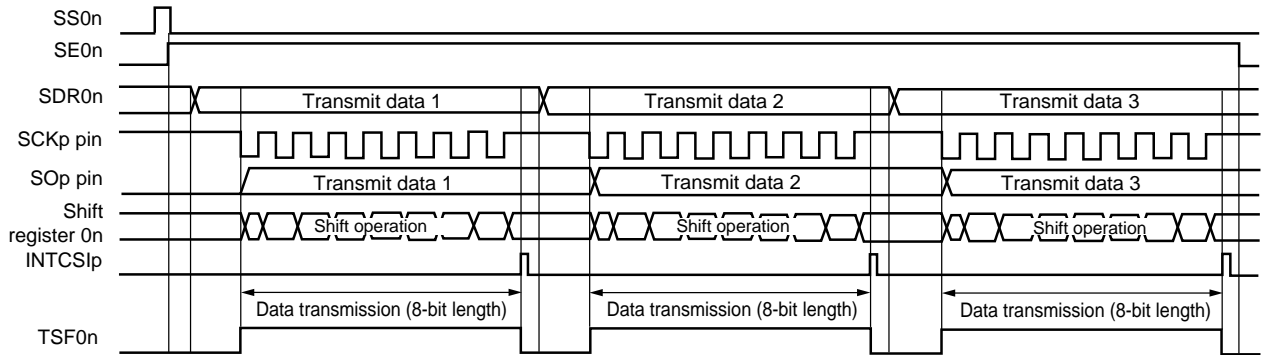 SS0n
SE0n
SDR0n Transmit data 1 Transmit data 2 Transmit data 3
SCKp pin
SOp pin Transmit data 1 Transmit data 2 Transmit data 3
Shift
register 0n Shift operation Shift operation Shift operation
INTCSIp
Data transmission (8-bit length) Data transmission (8-bit length) Data transmission (8-bit length)
TSF0n